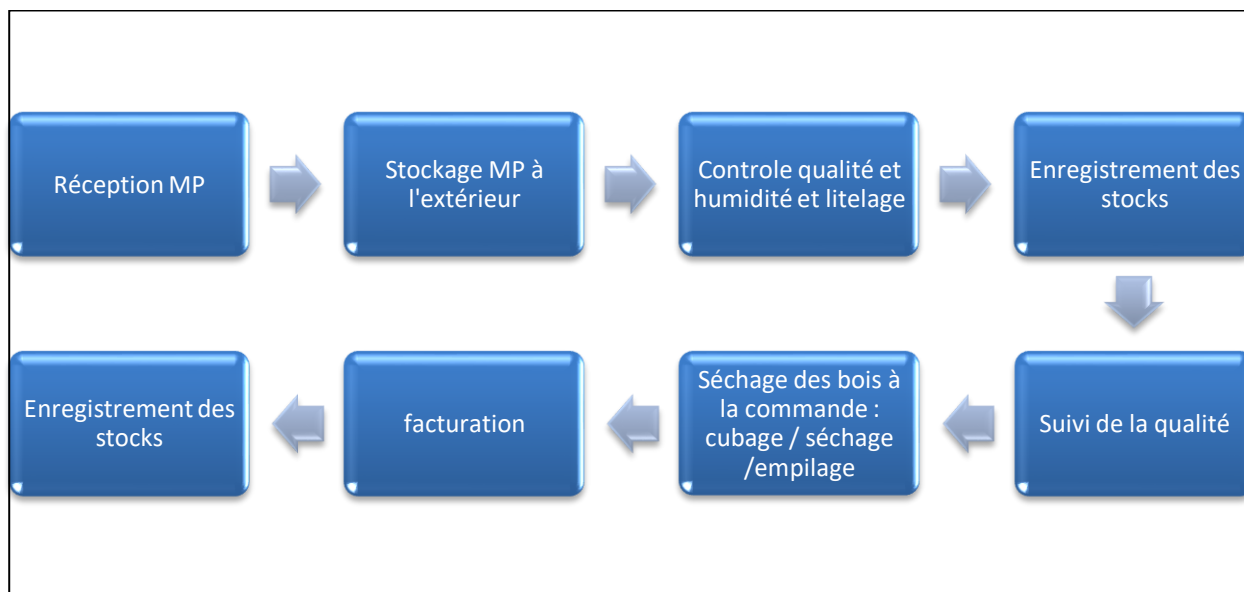 Réception MP
Stockage MP à
l'extérieur
Controle qualité et
humidité et litelage
Enregistrement des
stocks
Suivi de la qualité
Séchage des bois à
la commande :
cubage / séchage
/empilage
facturation
Enregistrement des
stocks